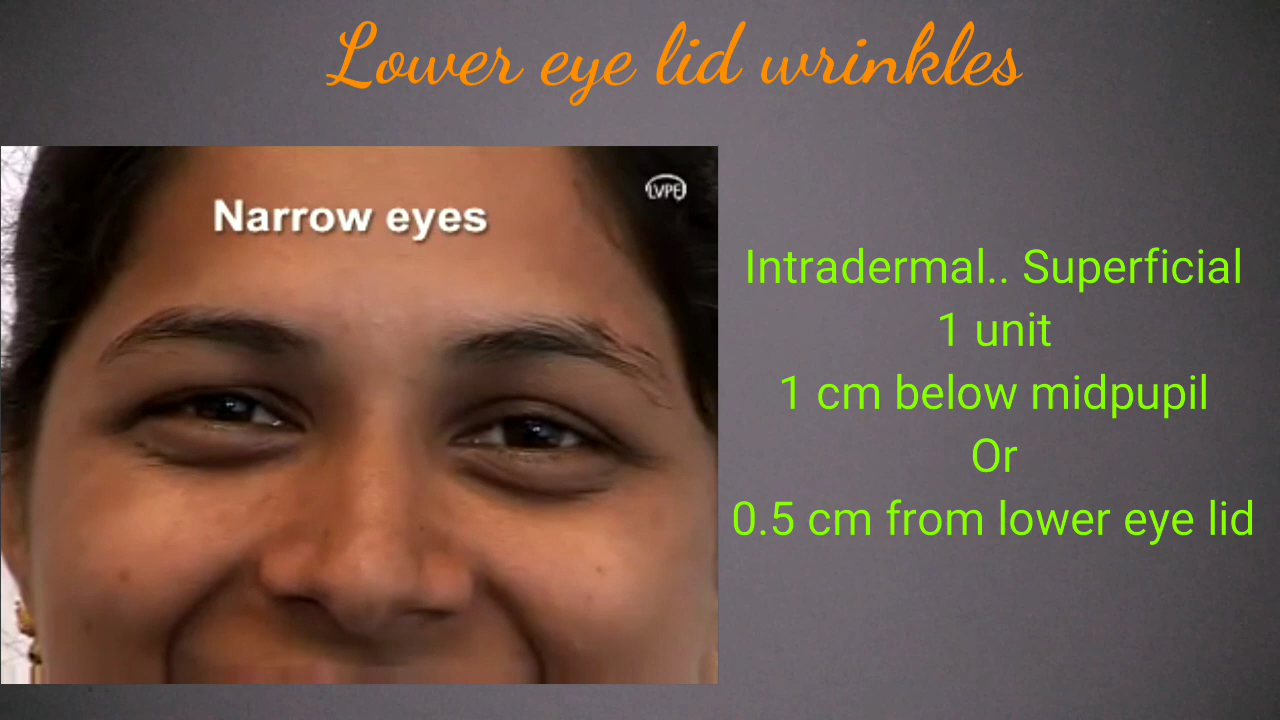 Lower eye lid wrinkles
Narrow eyes
LVPE
Intradermal.. Superficial
1 unit
1 cm below midpupil
Or
0.5 cm from lower eye lid